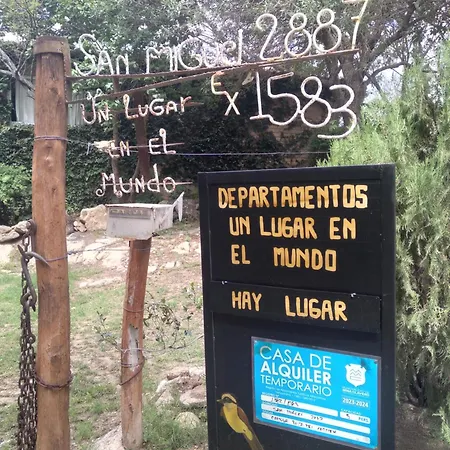 SAN MIGUEL 2887
UN LUGAR EX 1583
EN EL
MUNDO
DEPARTAMENTOS
UN LUGAR EN
EL MUNDO
HAY LUGAR
CASA DE
ALQUILER
TEMPORARIO
2023-2024